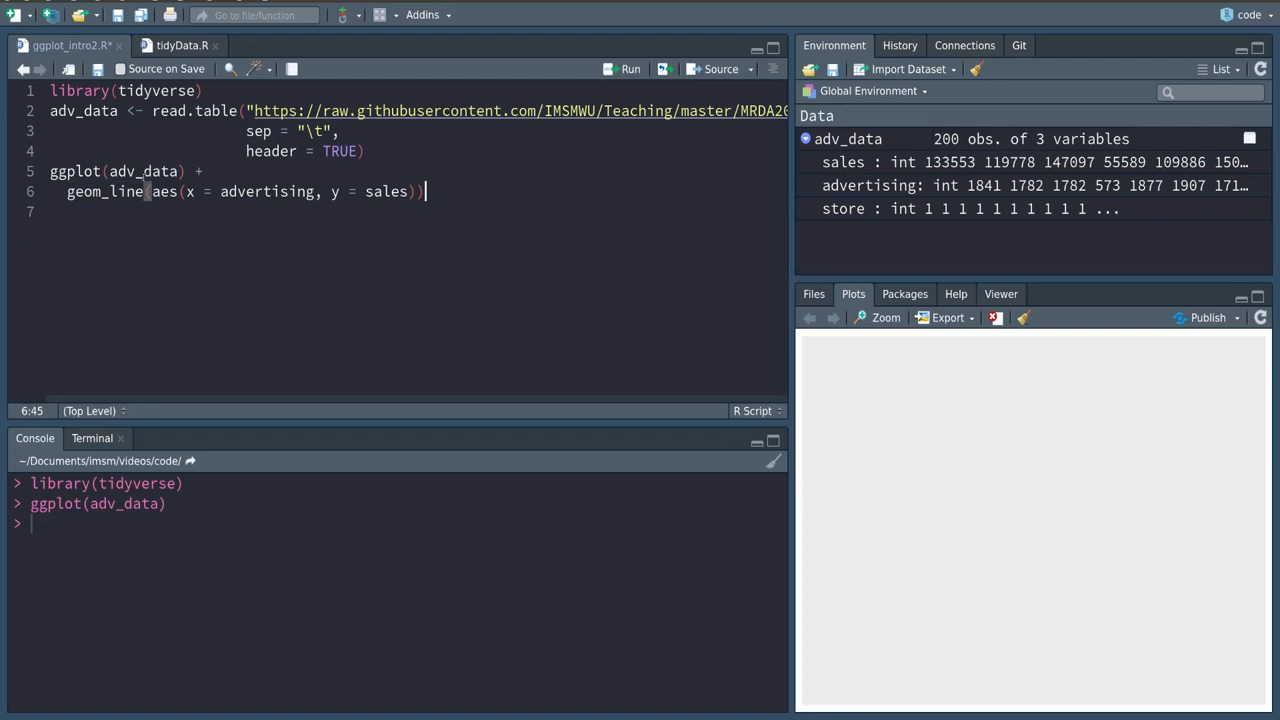 Go to file/function
Addins
code
ggplot_intro2.R*
tidyData.R
Source on Save
Run
Source
1 library(tidyverse)
2 adv_data <- read.table("https://raw.githubusercontent.com/IMSMWU/Teaching/master/MRDA20
3 sep = "\t",
4 header = TRUE)
5 ggplot(adv_data) +
6 geom_line(aes(x = advertising, y = sales))
7
6:45 (Top Level) R Script
Console Terminal
~/Documents/imsm/videos/code/
> library(tidyverse)
> ggplot(adv_data)
>
Environment History Connections Git
Import Dataset List
Global Environment
Data
adv_data 200 obs. of 3 variables
sales : int 133553 119778 147097 55589 109886 150…
advertising: int 1841 1782 1782 573 1877 1907 171…
store : int 1 1 1 1 1 1 1 1 1 1 ...
Files Plots Packages Help Viewer
Zoom Export Publish